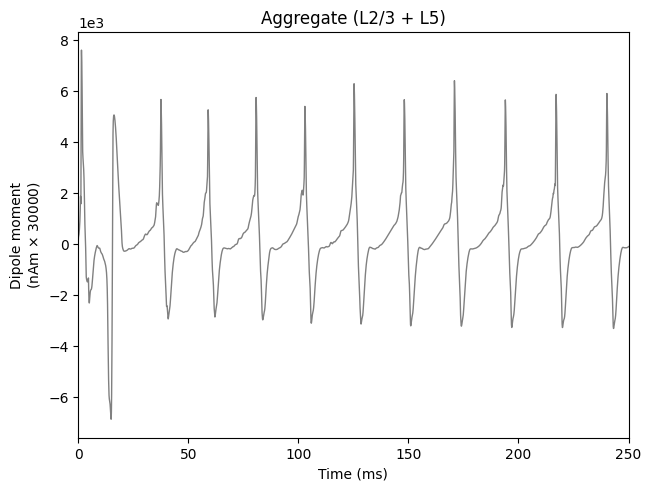 Aggregate (L2/3 + L5)
1e3
8
6
4
2
0
−2
−4
−6
Dipole moment
(nAm × 30000)
0
50
100
150
200
250
Time (ms)